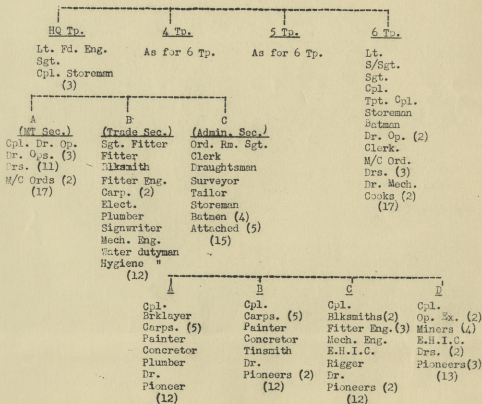 HQ Tp.
Lt. Fd. Eng.
Sgt.
Cpl. Storeman
(3)
4 Tp.
As for 6 Tp.
5 Tp.
As for 6 Tp.
6 Tp.
Lt.
S/Sgt.
Sgt.
Cpl.
Tpt. Cpl.
Storeman
Batman
Dr. Op. (2)
Clerk.
M/C Ord.
Drs. (3)
Dr. Mech.
Cooks (2)
(17)
A
(MT Sec.)
Cpl. Dr. Op.
Dr. Ops. (3)
Drs. (11)
M/C Ords (2)
(17)
B
(Trade Sec.)
Sgt. Fitter
Fitter
Blksmith
Fitter Eng.
Carp. (2)
Elect.
Plumber
Signwriter
Mech. Eng.
Water dutyman
Hygiene "
(12)
C
(Admin. Sec.)
Ord. Rm. Sgt.
Clerk
Draughtsman
Surveyor
Tailor
Storeman
Batmen (4)
Attached (5)
(15)
A
Cpl.
Brklayer
Carps. (5)
Painter
Concretor
Plumber
Dr.
Pioneer
(12)
B
Cpl.
Carps. (5)
Painter
Concretor
Tinsmith
Dr.
Pioneers (2)
(12)
C
Cpl.
Blksmiths(2)
Fitter Eng.(3)
Mech. Eng.
E.H.I.C.
Rigger
Dr.
Pioneers (2)
(12)
D
Cpl.
Op. Ex. (2)
Miners (4)
E.H.I.C.
Drs. (2)
Pioneers(3)
(13)